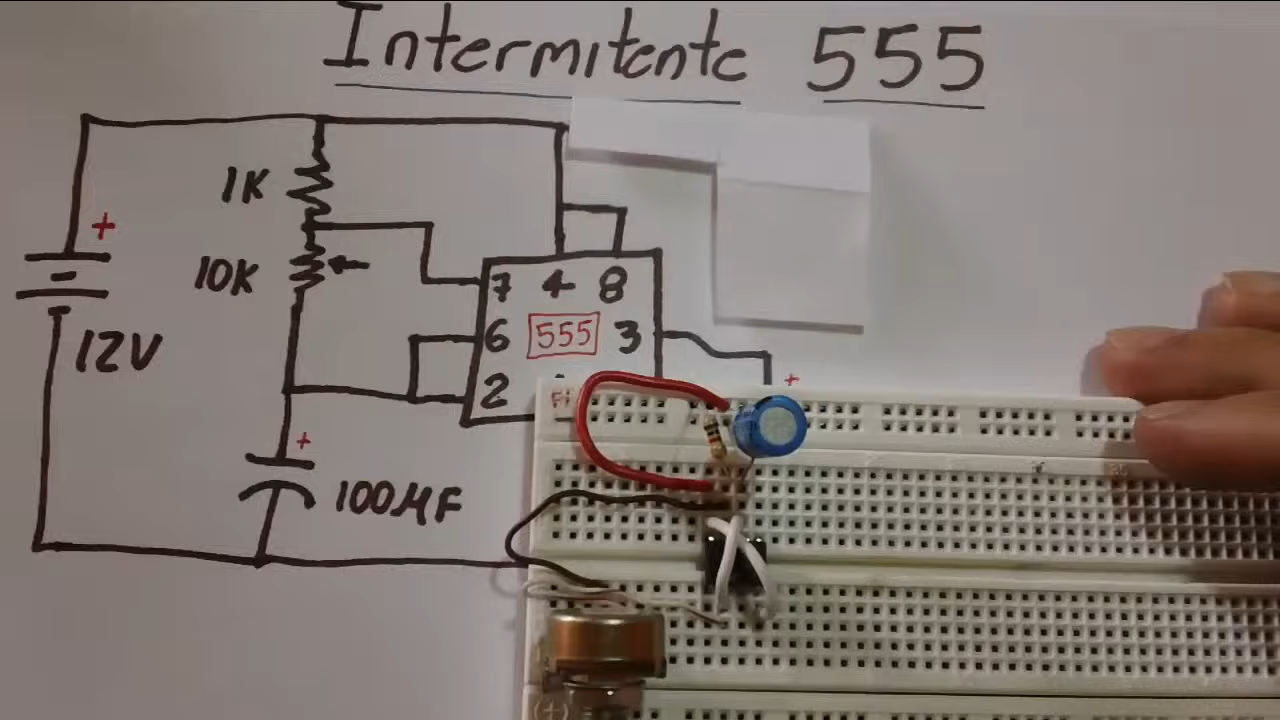 Intermitente 555
+
1K
10K
12V
7 4 8
6 555 3
2
+
+
100MF
(+)